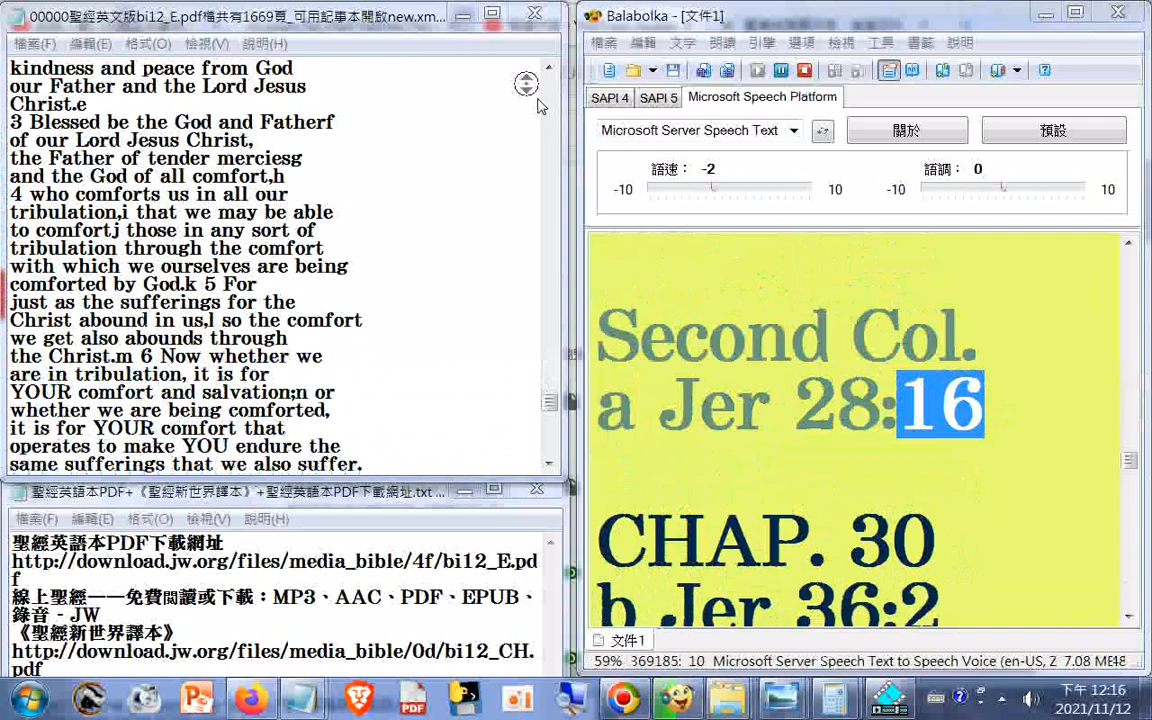 00000聖經英文版bi12_E.pdf檔共有1669頁_可用記事本開啟new.xm...
檔案(F) 編輯(E) 格式(O) 檢視(V) 說明(H)
kindness and peace from God
our Father and the Lord Jesus
Christ.e
3 Blessed be the God and Fatherf
of our Lord Jesus Christ,
the Father of tender merciesg
and the God of all comfort,h
4 who comforts us in all our
tribulation,i that we may be able
to comfortj those in any sort of
tribulation through the comfort
with which we ourselves are being
comforted by God.k 5 For
just as the sufferings for the
Christ abound in us,l so the comfort
we get also abounds through
the Christ.m 6 Now whether we
are in tribulation, it is for
YOUR comfort and salvation;n or
whether we are being comforted,
it is for YOUR comfort that
operates to make YOU endure the
same sufferings that we also suffer.
聖經英語本PDF+《聖經新世界譯本》+聖經英語本PDF下載網址.txt ...
檔案(F) 編輯(E) 格式(O) 檢視(V) 說明(H)
聖經英語本PDF下載網址
http://download.jw.org/files/media_bible/4f/bi12_E.pd
f
線上聖經——免費閱讀或下載：MP3、AAC、PDF、EPUB、
錄音 - JW
《聖經新世界譯本》
http://download.jw.org/files/media_bible/0d/bi12_CH.
pdf
Balabolka - [文件1]
檔案 編輯 文字 朗讀 引擎 選項 檢視 工具 書籤 說明
SAPI 4 SAPI 5 Microsoft Speech Platform
Microsoft Server Speech Text 關於 預設
語速： -2 語調： 0
-10 10 -10 10
Second Col.
a Jer 28:16
CHAP. 30
b Jer 36:2
文件1
59% 369185: 10 Microsoft Server Speech Text to Speech Voice (en-US, Z 7.08 ME48
PDF
下午 12:16
2021/11/12